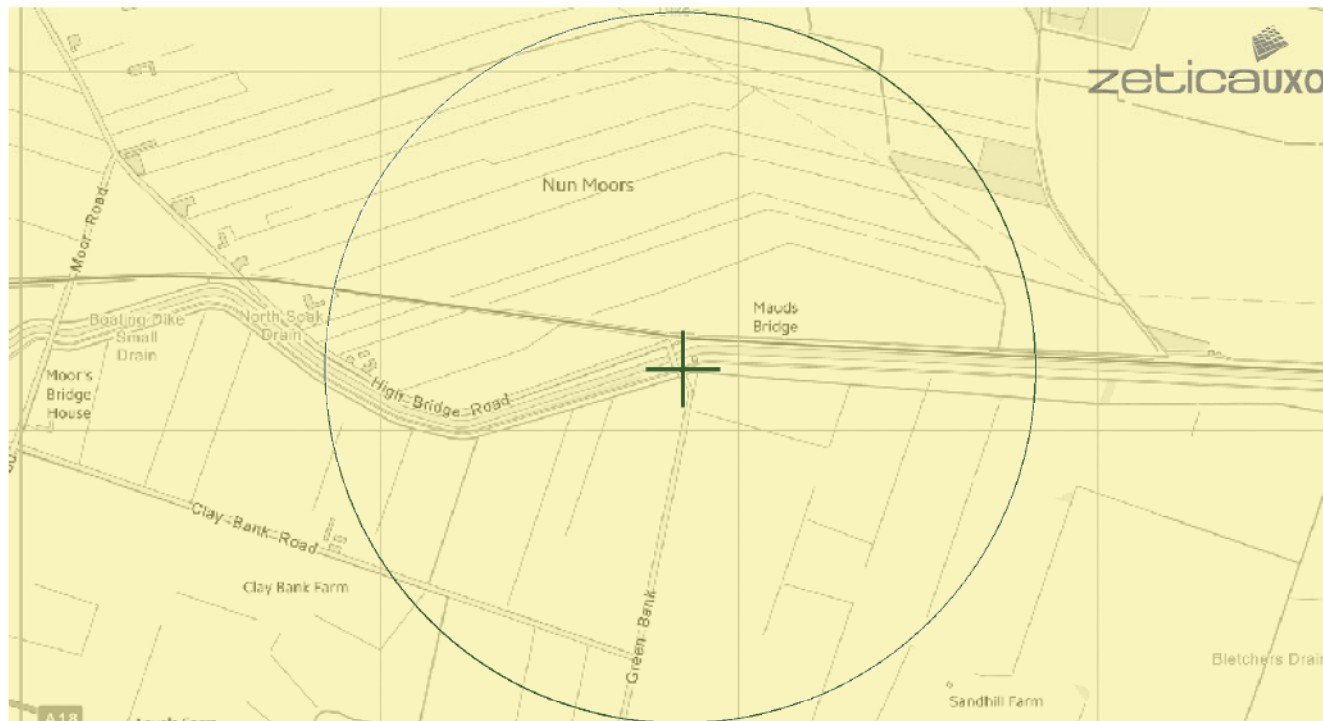 zeticauxo
Nun Moors
Moor Road
Mauds
Bridge
Boating Dike
Small
Drain
North Soak
Drain
Moor's
Bridge
House
High Bridge Road
Clay Bank Road
Clay Bank Farm
Green Bank
Bletchers Drain
Sandhill Farm
A18